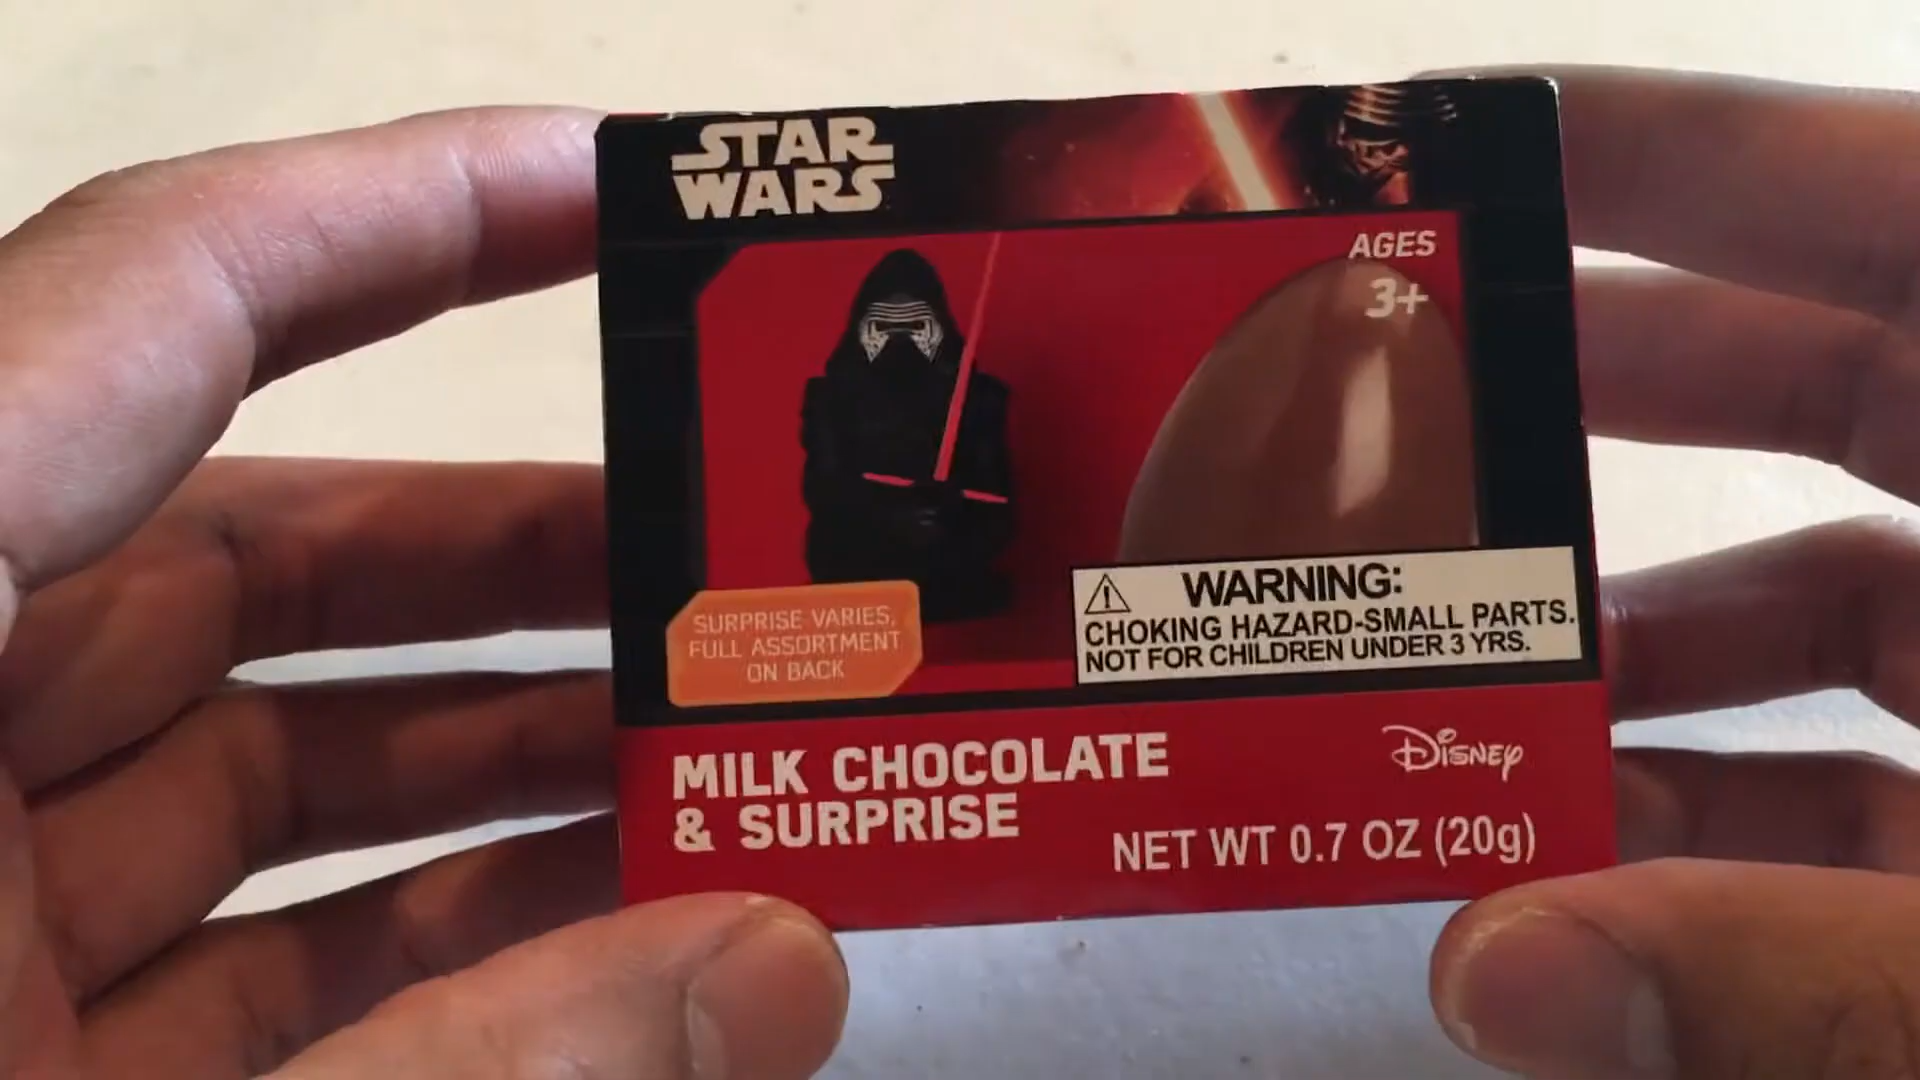 STAR
WARS
AGES
3+
SURPRISE VARIES,
FULL ASSORTMENT
ON BACK
WARNING:
CHOKING HAZARD-SMALL PARTS.
NOT FOR CHILDREN UNDER 3 YRS.
MILK CHOCOLATE
& SURPRISE
Disney
NET WT 0.7 OZ (20g)